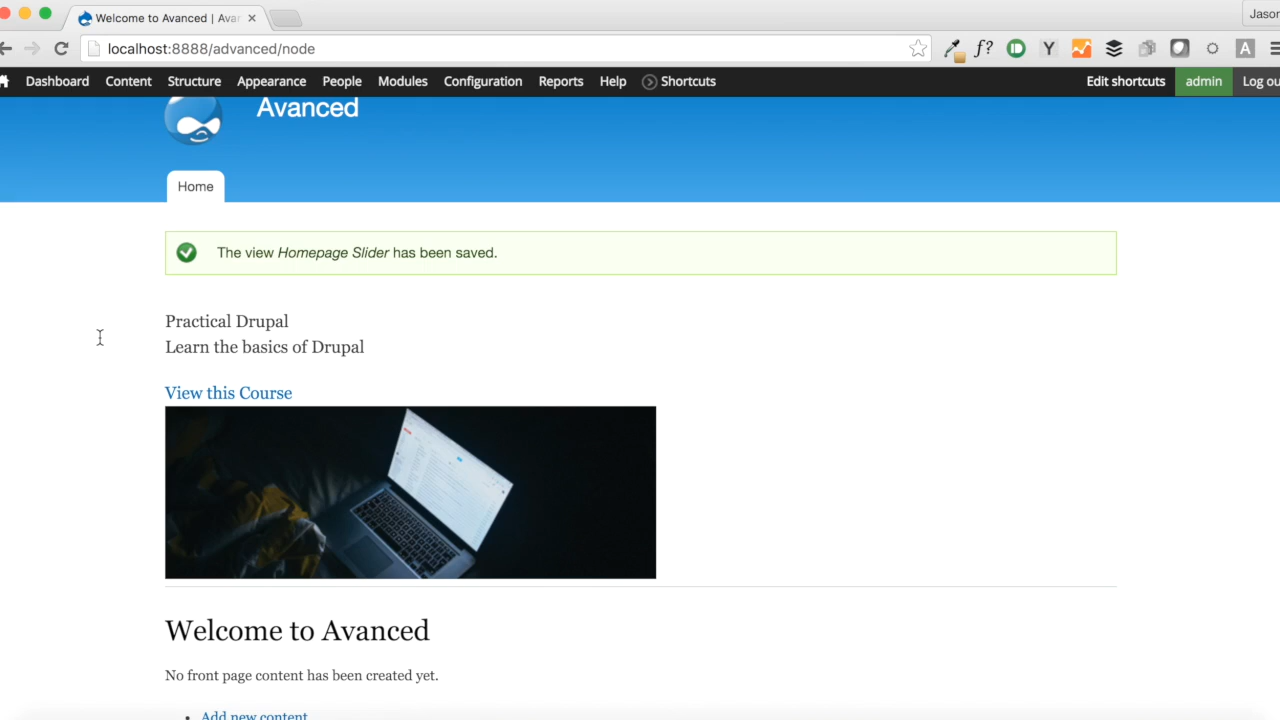 Welcome to Avanced | Avan
Jason
localhost:8888/advanced/node
f?
Y
A
Dashboard Content Structure Appearance People Modules Configuration Reports Help Shortcuts Edit shortcuts admin Log ou
Avanced
Home
The view Homepage Slider has been saved.
Practical Drupal
Learn the basics of Drupal
View this Course
Welcome to Avanced
No front page content has been created yet.
Add new content